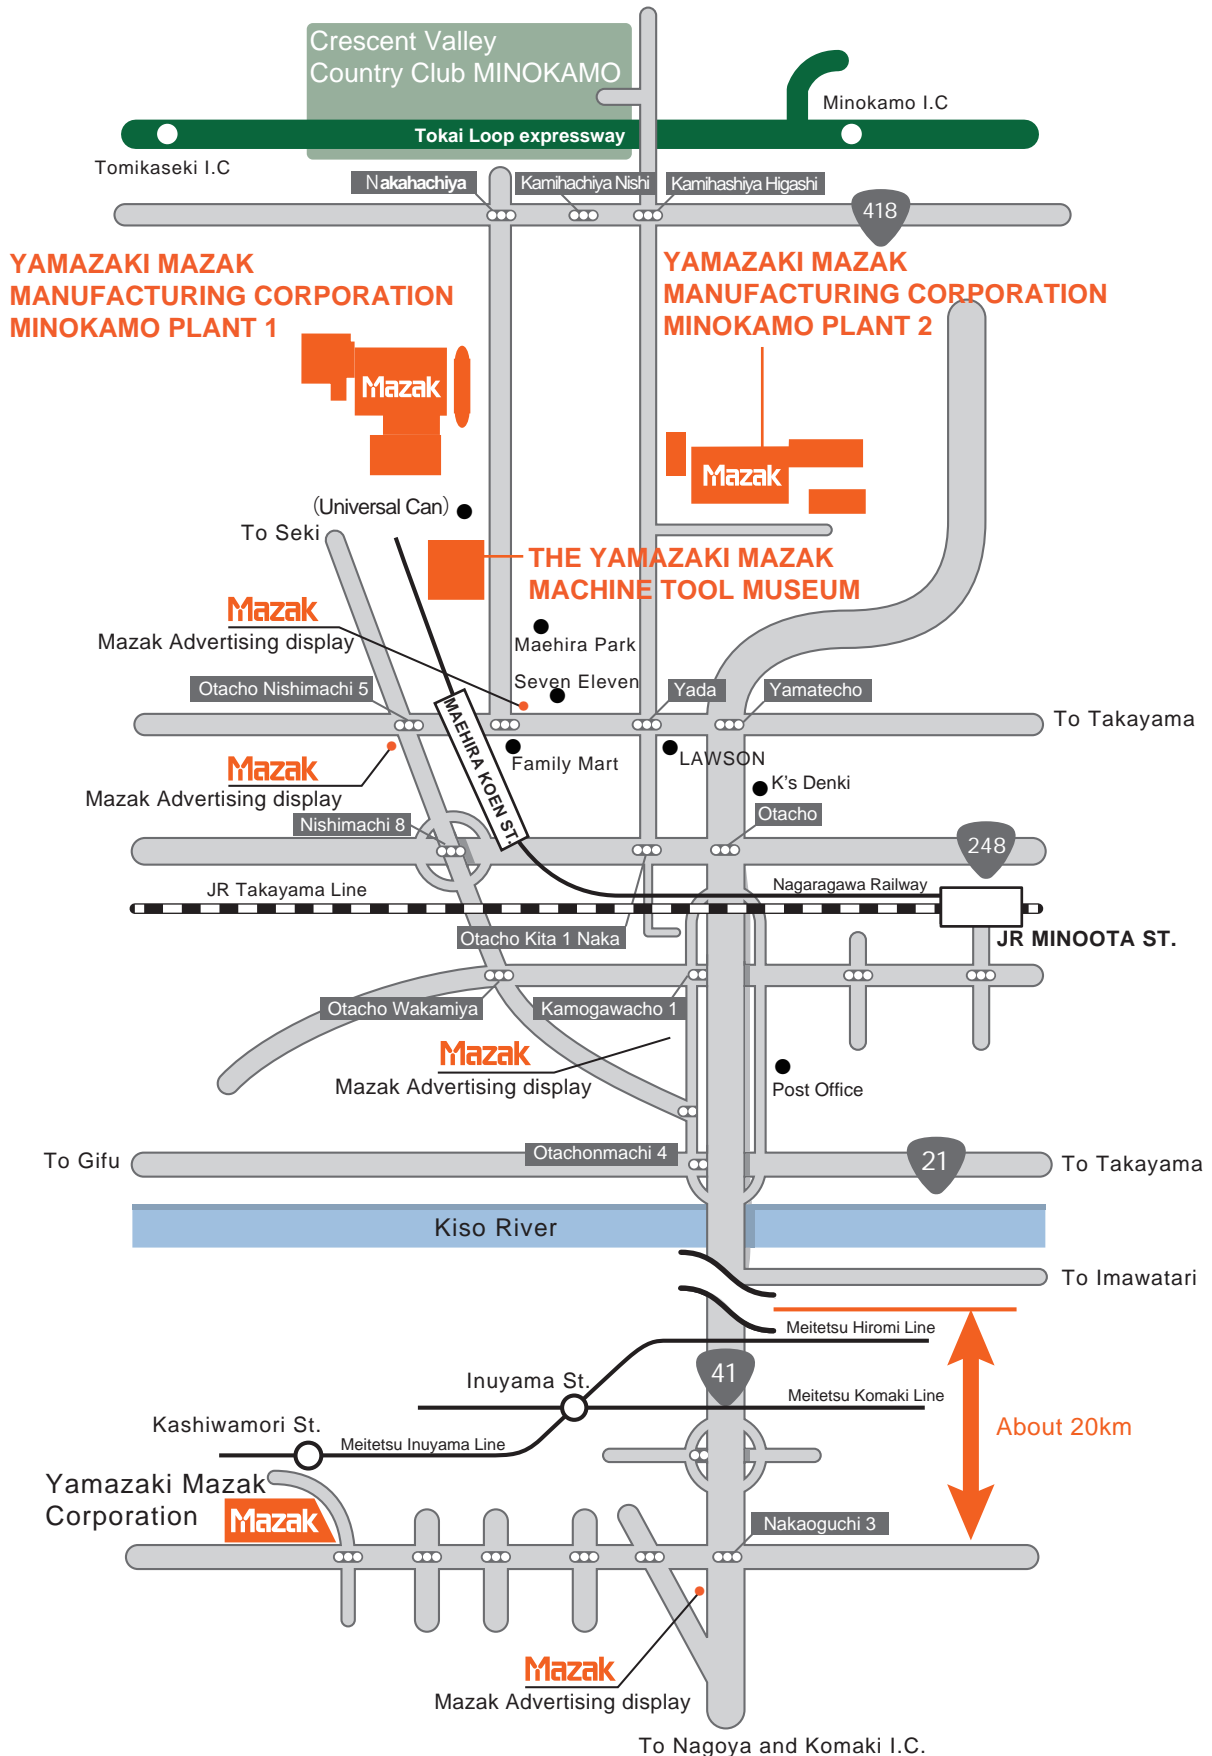 Crescent Valley
Country Club MINOKAMO
Minokamo I.C
Tokai Loop expressway
Tomikaseki I.C
Nakahachiya
Kamihachiya Nishi
Kamihashiya Higashi
418
YAMAZAKI MAZAK
MANUFACTURING CORPORATION
MINOKAMO PLANT 1
YAMAZAKI MAZAK
MANUFACTURING CORPORATION
MINOKAMO PLANT 2
Mazak
Mazak
(Universal Can)
To Seki
THE YAMAZAKI MAZAK
MACHINE TOOL MUSEUM
Mazak
Mazak Advertising display
Maehira Park
Seven Eleven
Otacho Nishimachi 5
Yada
Yamatecho
To Takayama
MAEHIRA KOEN ST.
Family Mart
LAWSON
Mazak
Mazak Advertising display
K's Denki
Otacho
Nishimachi 8
248
JR Takayama Line
Nagaragawa Railway
Otacho Kita 1 Naka
JR MINOOTA ST.
Otacho Wakamiya
Kamogawacho 1
Mazak
Mazak Advertising display
Post Office
Otachonmachi 4
To Gifu
21
To Takayama
Kiso River
To Imawatari
Meitetsu Hiromi Line
41
Inuyama St.
Meitetsu Komaki Line
Kashiwamori St.
About 20km
Meitetsu Inuyama Line
Yamazaki Mazak
Corporation
Mazak
Nakaoguchi 3
Mazak
Mazak Advertising display
To Nagoya and Komaki I.C.